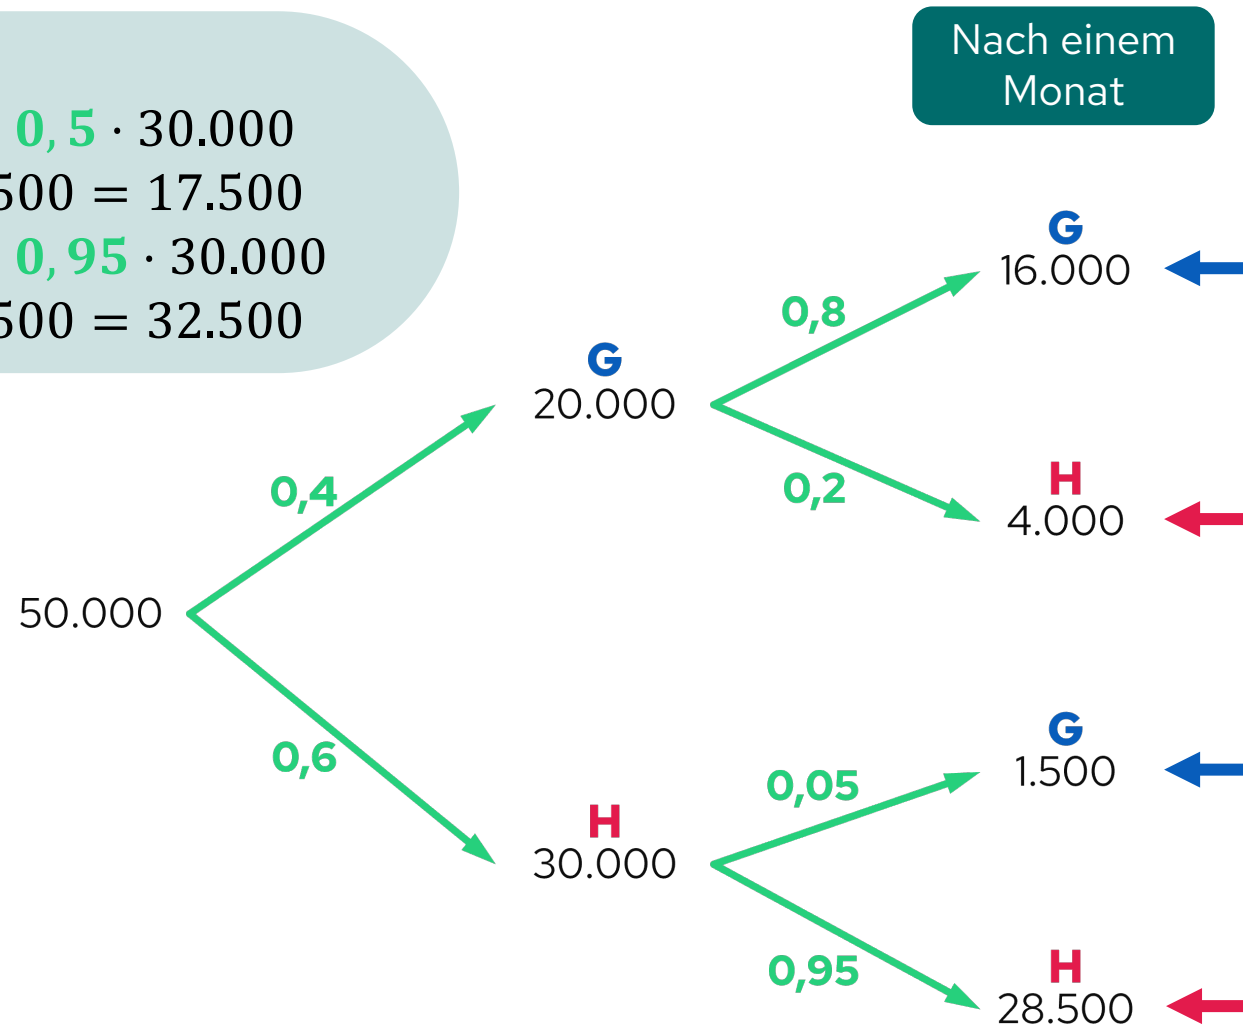 Nach einem
Monat
0,5 · 30.000
500 = 17.500
0,95 · 30.000
500 = 32.500
G
16.000
0,8
G
20.000
0,4
0,2
H
4.000
50.000
0,6
G
1.500
0,05
H
30.000
0,95
H
28.500